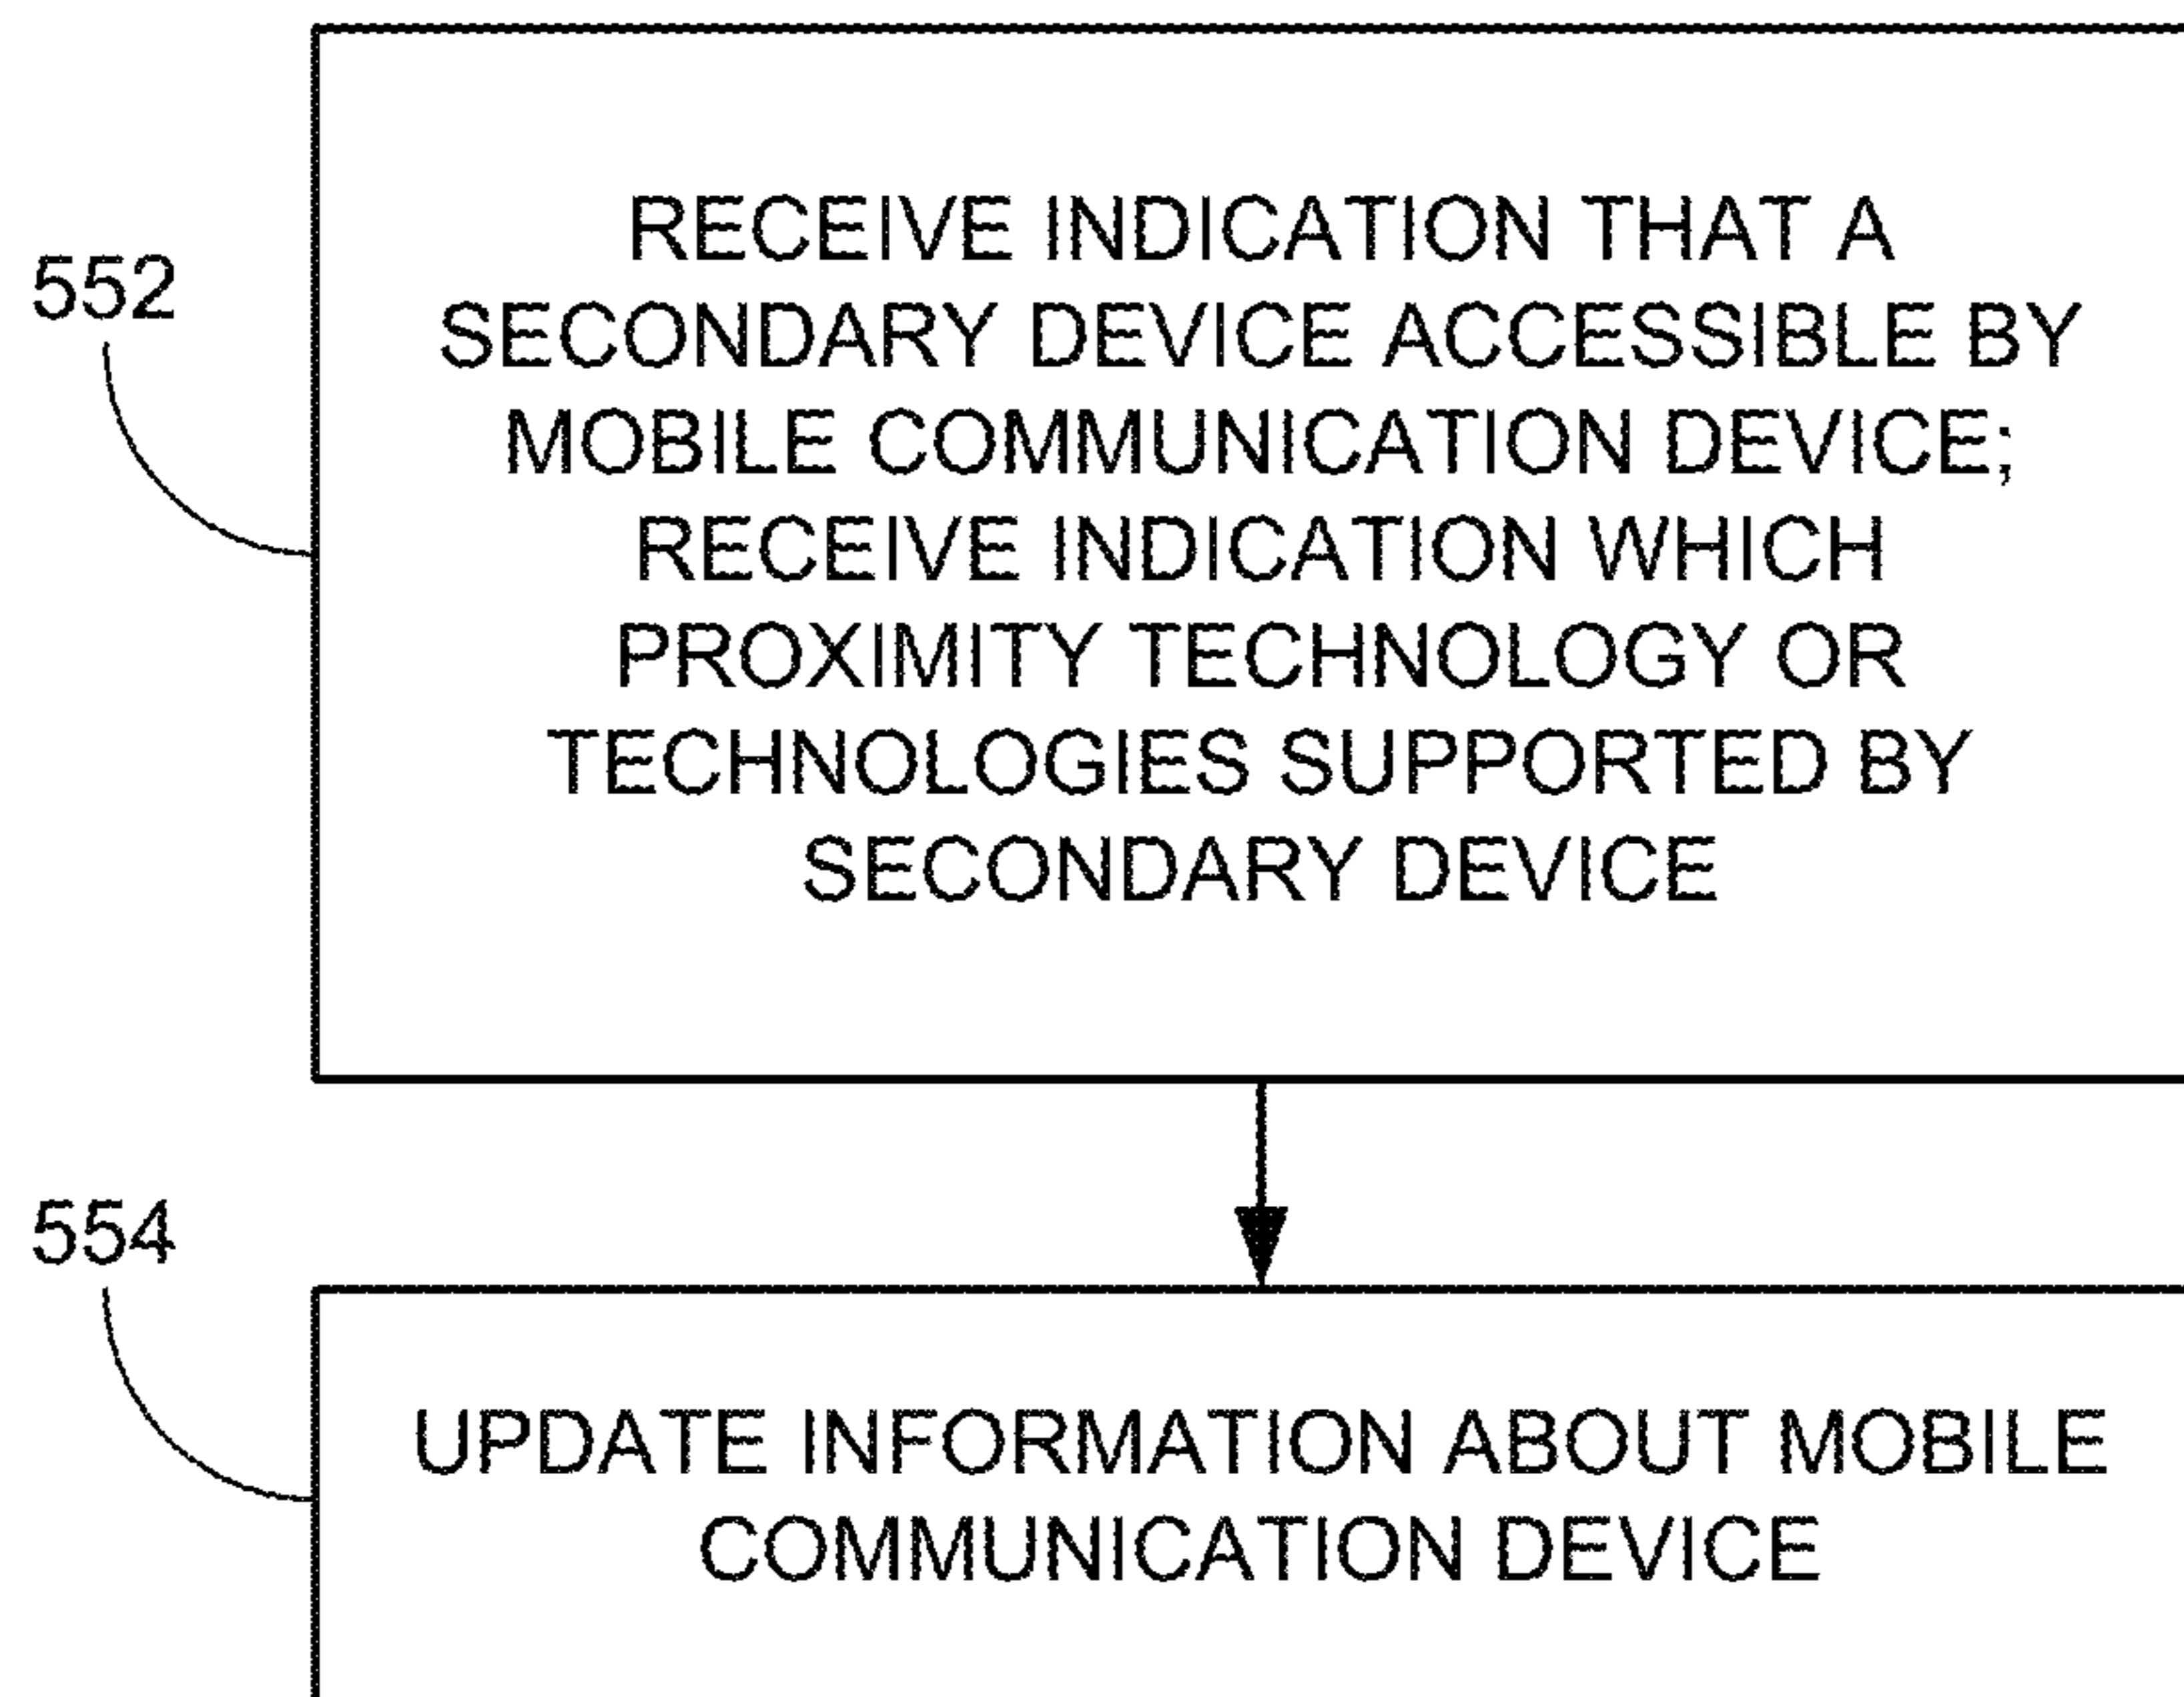 552
RECEIVE INDICATION THAT A
SECONDARY DEVICE ACCESSIBLE BY
MOBILE COMMUNICATION DEVICE;
RECEIVE INDICATION WHICH
PROXIMITY TECHNOLOGY OR
TECHNOLOGIES SUPPORTED BY
SECONDARY DEVICE
554
UPDATE INFORMATION ABOUT MOBILE
COMMUNICATION DEVICE